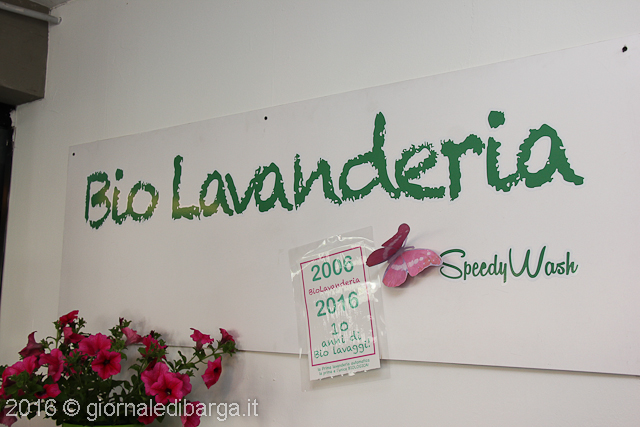 Bio Lavanderia
SpeedyWash
2006
BioLavanderia
2016
10
anni di
Bio lavaggi!
2016 © giornaledibarga.it